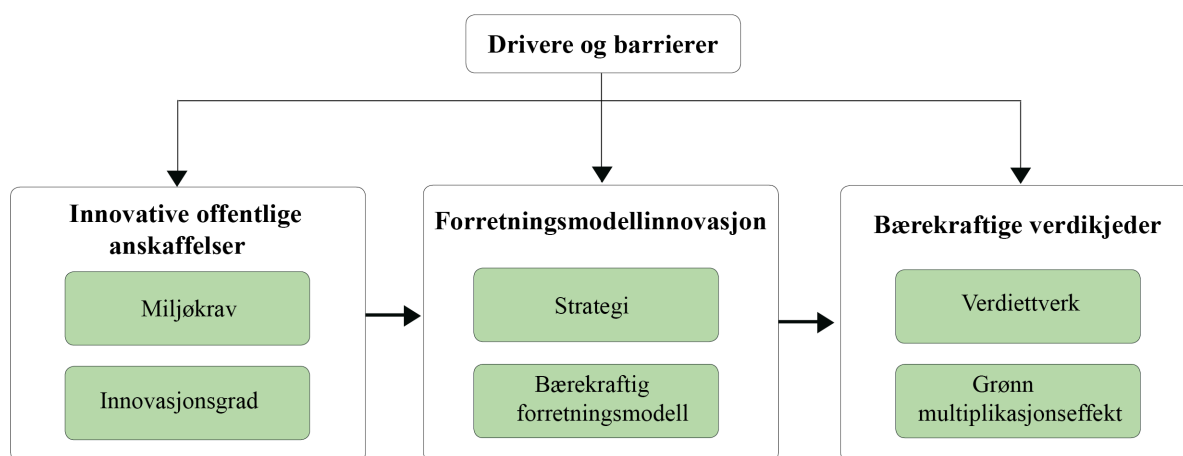 Drivere og barrierer
Innovative offentlige
anskaffelser
Miljøkrav
Innovasjonsgrad
Forretningsmodellinnovasjon
Strategi
Bærekraftig
forretningsmodell
Bærekraftige verdikjeder
Verdiettverk
Grønn
multiplikasjonseffekt